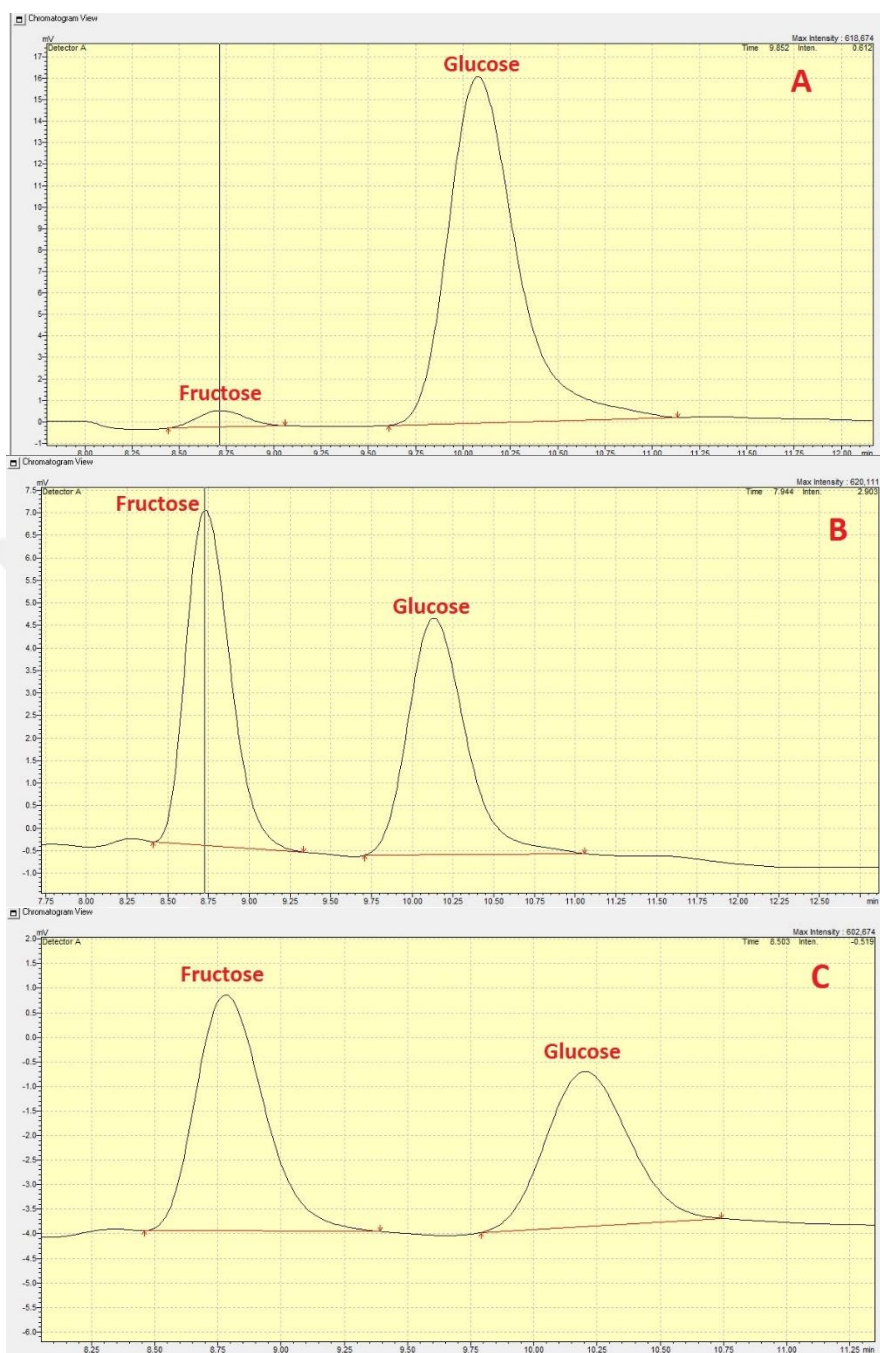 Chromatogram View
mV
Max Intensity : 618,674
Detector A
Time 9.852 Inten. 0.612
17
16
15
14
13
12
11
10
9
8
7
6
5
4
3
2
1
0
-1
Glucose
A
Fructose
8.00 8.25 8.50 8.75 9.00 9.25 9.50 9.75 10.00 10.25 10.50 10.75 11.00 11.25 11.50 11.75 12.00 min
Chromatogram View
mV
Max Intensity : 620,111
Detector A
Time 7.944 Inten. 2.903
7.5
7.0
6.5
6.0
5.5
5.0
4.5
4.0
3.5
3.0
2.5
2.0
1.5
1.0
0.5
0.0
-0.5
-1.0
Fructose
B
Glucose
7.75 8.00 8.25 8.50 8.75 9.00 9.25 9.50 9.75 10.00 10.25 10.50 10.75 11.00 11.25 11.50 11.75 12.00 12.25 12.50 min
Chromatogram View
mV
Max Intensity : 602,674
Detector A
Time 8.503 Inten. -0.519
2.0
1.5
1.0
0.5
0.0
-0.5
-1.0
-1.5
-2.0
-2.5
-3.0
-3.5
-4.0
-4.5
-5.0
-5.5
-6.0
Fructose
C
Glucose
8.25 8.50 8.75 9.00 9.25 9.50 9.75 10.00 10.25 10.50 10.75 11.00 11.25 min